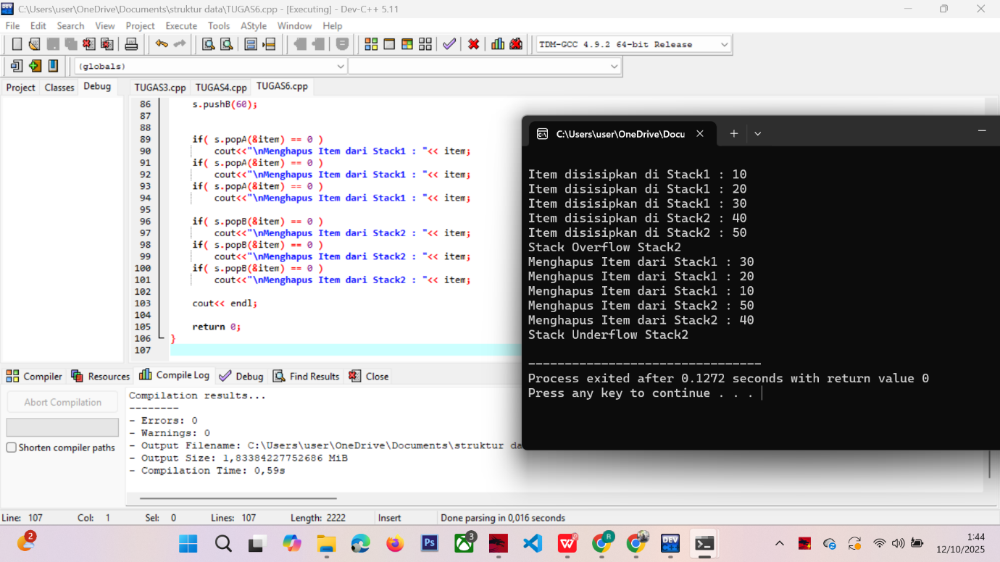 C:\Users\user\OneDrive\Documents\struktur data\TUGAS6.cpp - [Executing] - Dev-C++ 5.11
File Edit Search View Project Execute Tools AStyle Window Help
TDM-GCC 4.9.2 64-bit Release
(globals)
Project Classes Debug
TUGAS3.cpp TUGAS4.cpp TUGAS6.cpp
86 s.pushB(60);
87
88
89 if( s.popA(&item) == 0 )
90 cout<<"\nMenghapus Item dari Stack1 : "<< item;
91 if( s.popA(&item) == 0 )
92 cout<<"\nMenghapus Item dari Stack1 : "<< item;
93 if( s.popA(&item) == 0 )
94 cout<<"\nMenghapus Item dari Stack1 : "<< item;
95
96 if( s.popB(&item) == 0 )
97 cout<<"\nMenghapus Item dari Stack2 : "<< item;
98 if( s.popB(&item) == 0 )
99 cout<<"\nMenghapus Item dari Stack2 : "<< item;
100 if( s.popB(&item) == 0 )
101 cout<<"\nMenghapus Item dari Stack2 : "<< item;
102
103 cout<< endl;
104
105 return 0;
106 }
107
C:\Users\user\OneDrive\Docu
Item disisipkan di Stack1 : 10
Item disisipkan di Stack1 : 20
Item disisipkan di Stack1 : 30
Item disisipkan di Stack2 : 40
Item disisipkan di Stack2 : 50
Stack Overflow Stack2
Menghapus Item dari Stack1 : 30
Menghapus Item dari Stack1 : 20
Menghapus Item dari Stack1 : 10
Menghapus Item dari Stack2 : 50
Menghapus Item dari Stack2 : 40
Stack Underflow Stack2
--------------------------------
Process exited after 0.1272 seconds with return value 0
Press any key to continue . . .
Compiler Resources Compile Log Debug Find Results Close
Abort Compilation
Shorten compiler paths
Compilation results...
--------
- Errors: 0
- Warnings: 0
- Output Filename: C:\Users\user\OneDrive\Documents\struktur da
- Output Size: 1,83384227752686 MiB
- Compilation Time: 0,59s
Line: 107 Col: 1 Sel: 0 Lines: 107 Length: 2222 Insert Done parsing in 0,016 seconds
2
Ps
3
R
DEV
1:44
12/10/2025